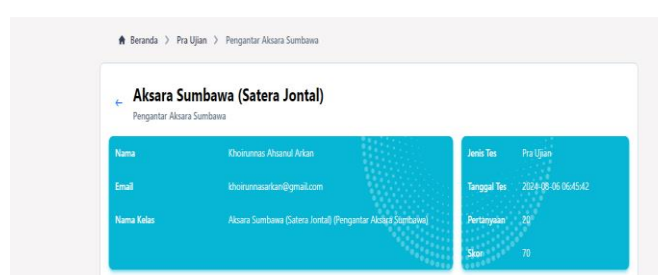 Beranda > Pra Ujian > Pengantar Aksara Sumbawa
← Aksara Sumbawa (Satera Jontal)
Pengantar Aksara Sumbawa
Nama Khoirunnas Ahsanul Arkan
Email khoirunnasarkan@gmail.com
Nama Kelas Aksara Sumbawa (Satera Jontal) (Pengantar Aksara Sumbawa)
Jenis Tes Pra Ujian
Tanggal Tes 2024-08-06 06:45:42
Pertanyaan 20
Skor 70